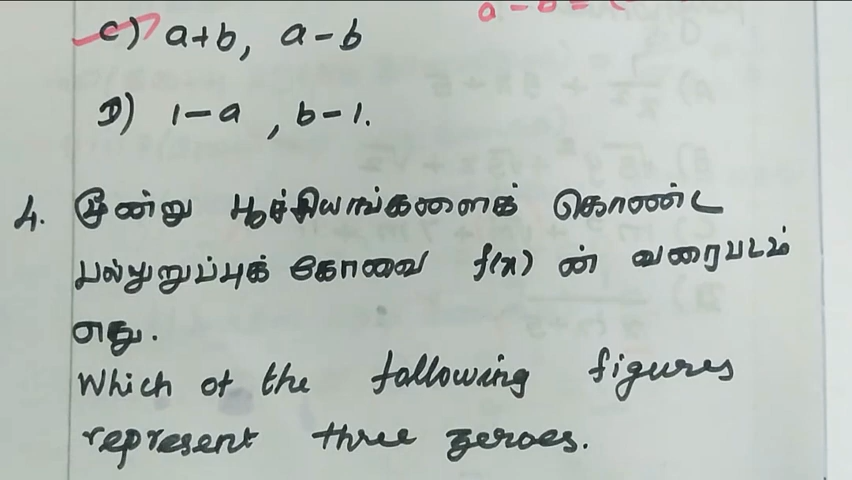 a - b = (
C) a+b, a-b
D) 1-a , b-1.
4. மூன்று பூச்சியங்களைக் கொண்ட
பல்லுறுப்புக் கோவை f(x) ன் வரைபடம்
எது.
Which of the following figures
represent three zeroes.